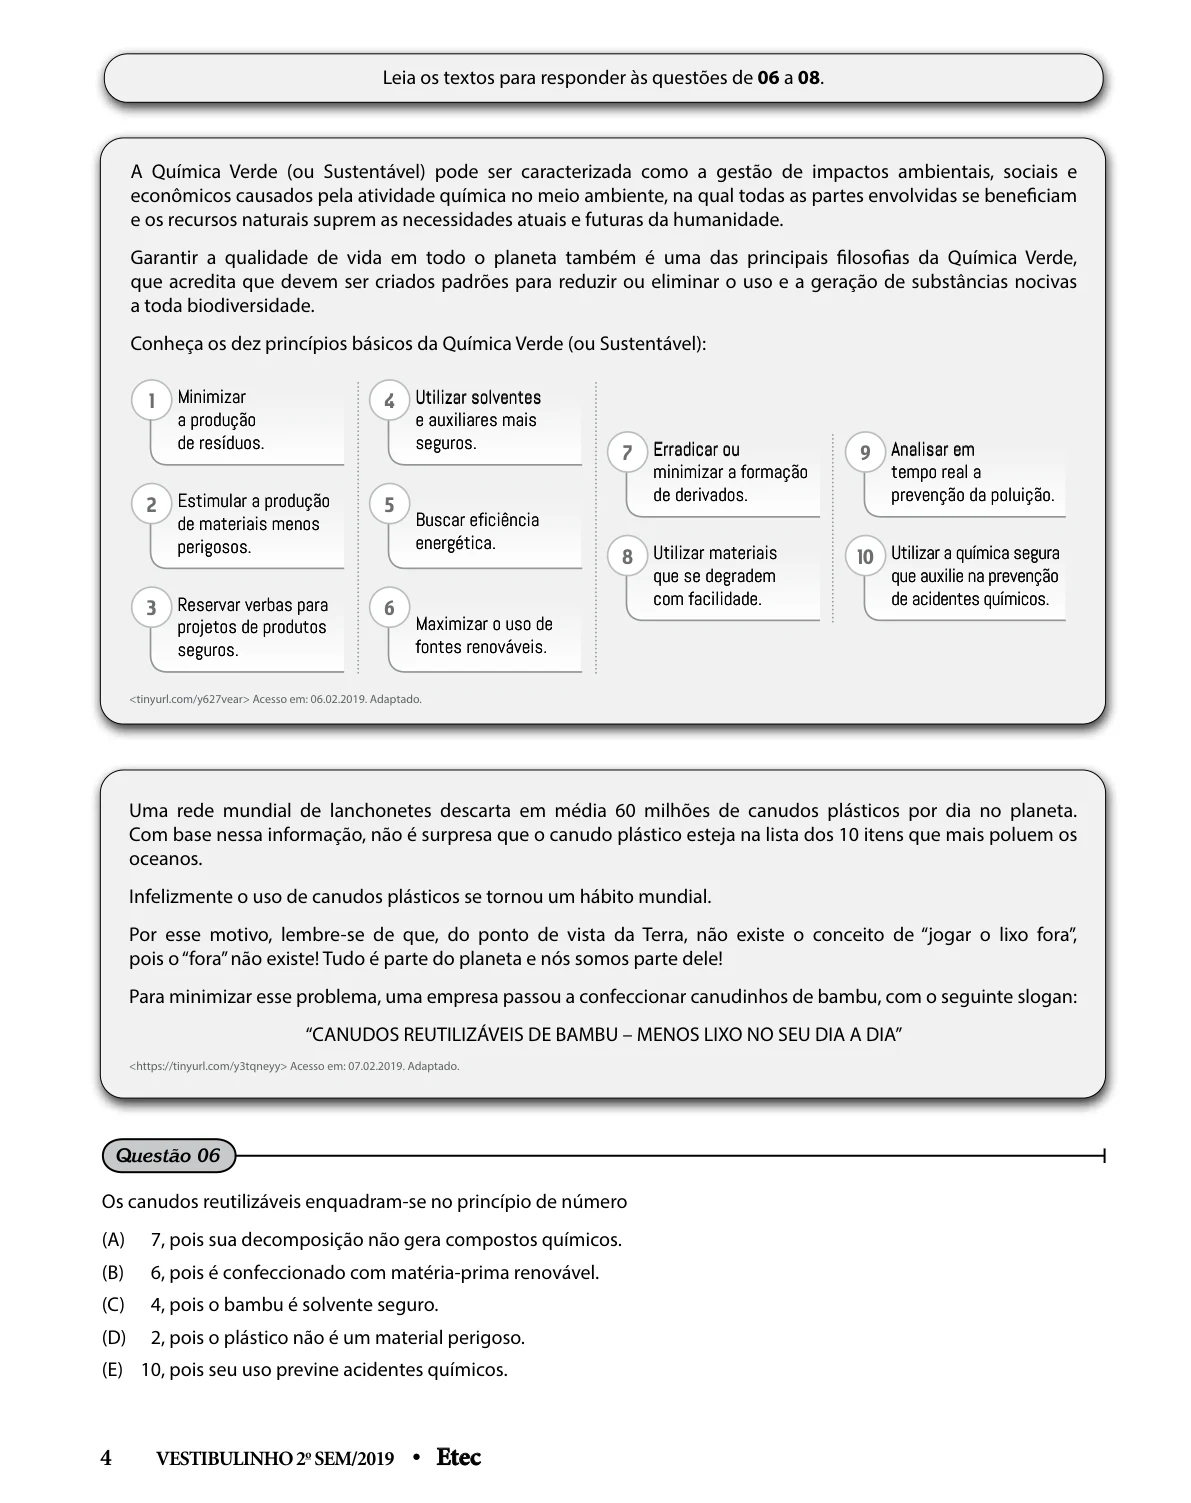 Leia os textos para responder às questões de 06 a 08.
A Química Verde (ou Sustentável) pode ser caracterizada como a gestão de impactos ambientais, sociais e
econômicos causados pela atividade química no meio ambiente, na qual todas as partes envolvidas se beneficiam
e os recursos naturais suprem as necessidades atuais e futuras da humanidade.
Garantir a qualidade de vida em todo o planeta também é uma das principais filosofias da Química Verde,
que acredita que devem ser criados padrões para reduzir ou eliminar o uso e a geração de substâncias nocivas
a toda biodiversidade.
Conheça os dez princípios básicos da Química Verde (ou Sustentável):
1 Minimizar
a produção
de resíduos.
2 Estimular a produção
de materiais menos
perigosos.
3 Reservar verbas para
projetos de produtos
seguros.
4 Utilizar solventes
e auxiliares mais
seguros.
5 Buscar eficiência
energética.
6 Maximizar o uso de
fontes renováveis.
7 Erradicar ou
minimizar a formação
de derivados.
8 Utilizar materiais
que se degradem
com facilidade.
9 Analisar em
tempo real a
prevenção da poluição.
10 Utilizar a química segura
que auxilie na prevenção
de acidentes químicos.
<tinyurl.com/y627vear> Acesso em: 06.02.2019. Adaptado.
Uma rede mundial de lanchonetes descarta em média 60 milhões de canudos plásticos por dia no planeta.
Com base nessa informação, não é surpresa que o canudo plástico esteja na lista dos 10 itens que mais poluem os
oceanos.
Infelizmente o uso de canudos plásticos se tornou um hábito mundial.
Por esse motivo, lembre-se de que, do ponto de vista da Terra, não existe o conceito de “jogar o lixo fora”,
pois o “fora” não existe! Tudo é parte do planeta e nós somos parte dele!
Para minimizar esse problema, uma empresa passou a confeccionar canudinhos de bambu, com o seguinte slogan:
“CANUDOS REUTILIZÁVEIS DE BAMBU – MENOS LIXO NO SEU DIA A DIA”
<https://tinyurl.com/y3tqneyy> Acesso em: 07.02.2019. Adaptado.
Questão 06
Os canudos reutilizáveis enquadram-se no princípio de número
(A) 7, pois sua decomposição não gera compostos químicos.
(B) 6, pois é confeccionado com matéria-prima renovável.
(C) 4, pois o bambu é solvente seguro.
(D) 2, pois o plástico não é um material perigoso.
(E) 10, pois seu uso previne acidentes químicos.
4 VESTIBULINHO 2º SEM/2019 • Etec